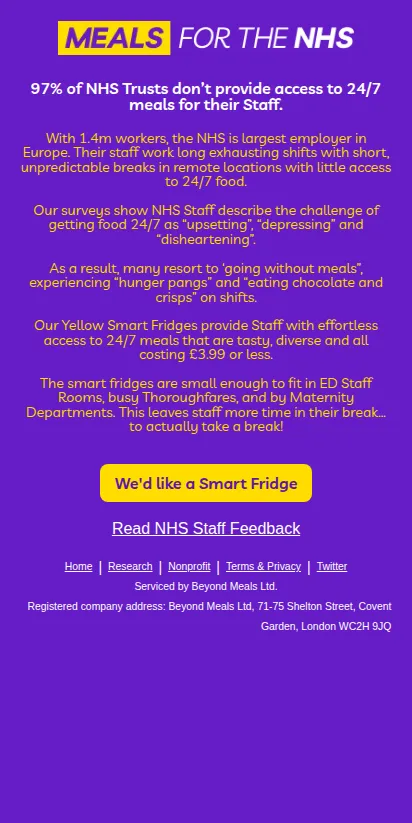 MEALS FOR THE NHS
97% of NHS Trusts don't provide access to 24/7
meals for their Staff.
With 1.4m workers, the NHS is largest employer in
Europe. Their staff work long exhausting shifts with short,
unpredictable breaks in remote locations with little access
to 24/7 food.
Our surveys show NHS Staff describe the challenge of
getting food 24/7 as “upsetting”, “depressing” and
“disheartening”.
As a result, many resort to ‘going without meals”,
experiencing “hunger pangs” and “eating chocolate and
crisps” on shifts.
Our Yellow Smart Fridges provide Staff with effortless
access to 24/7 meals that are tasty, diverse and all
costing £3.99 or less.
The smart fridges are small enough to fit in ED Staff
Rooms, busy Thoroughfares, and by Maternity
Departments. This leaves staff more time in their break...
to actually take a break!
We'd like a Smart Fridge
Read NHS Staff Feedback
Home | Research | Nonprofit | Terms & Privacy | Twitter
Serviced by Beyond Meals Ltd.
Registered company address: Beyond Meals Ltd, 71-75 Shelton Street, Covent
Garden, London WC2H 9JQ